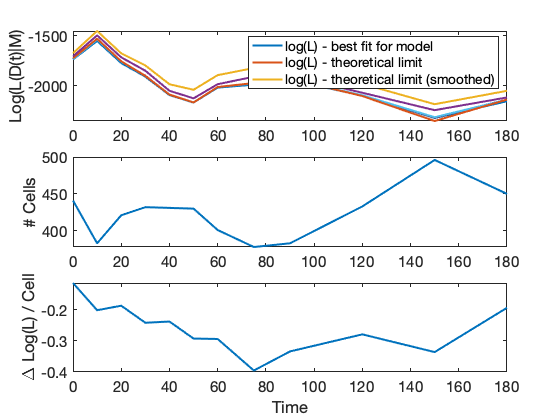 Log(L(D(t)|M)
-1500
-2000
log(L) - best fit for model
log(L) - theoretical limit
log(L) - theoretical limit (smoothed)
0 20 40 60 80 100 120 140 160 180
# Cells
500
450
400
0 20 40 60 80 100 120 140 160 180
Δ Log(L) / Cell
-0.2
-0.3
-0.4
0 20 40 60 80 100 120 140 160 180
Time